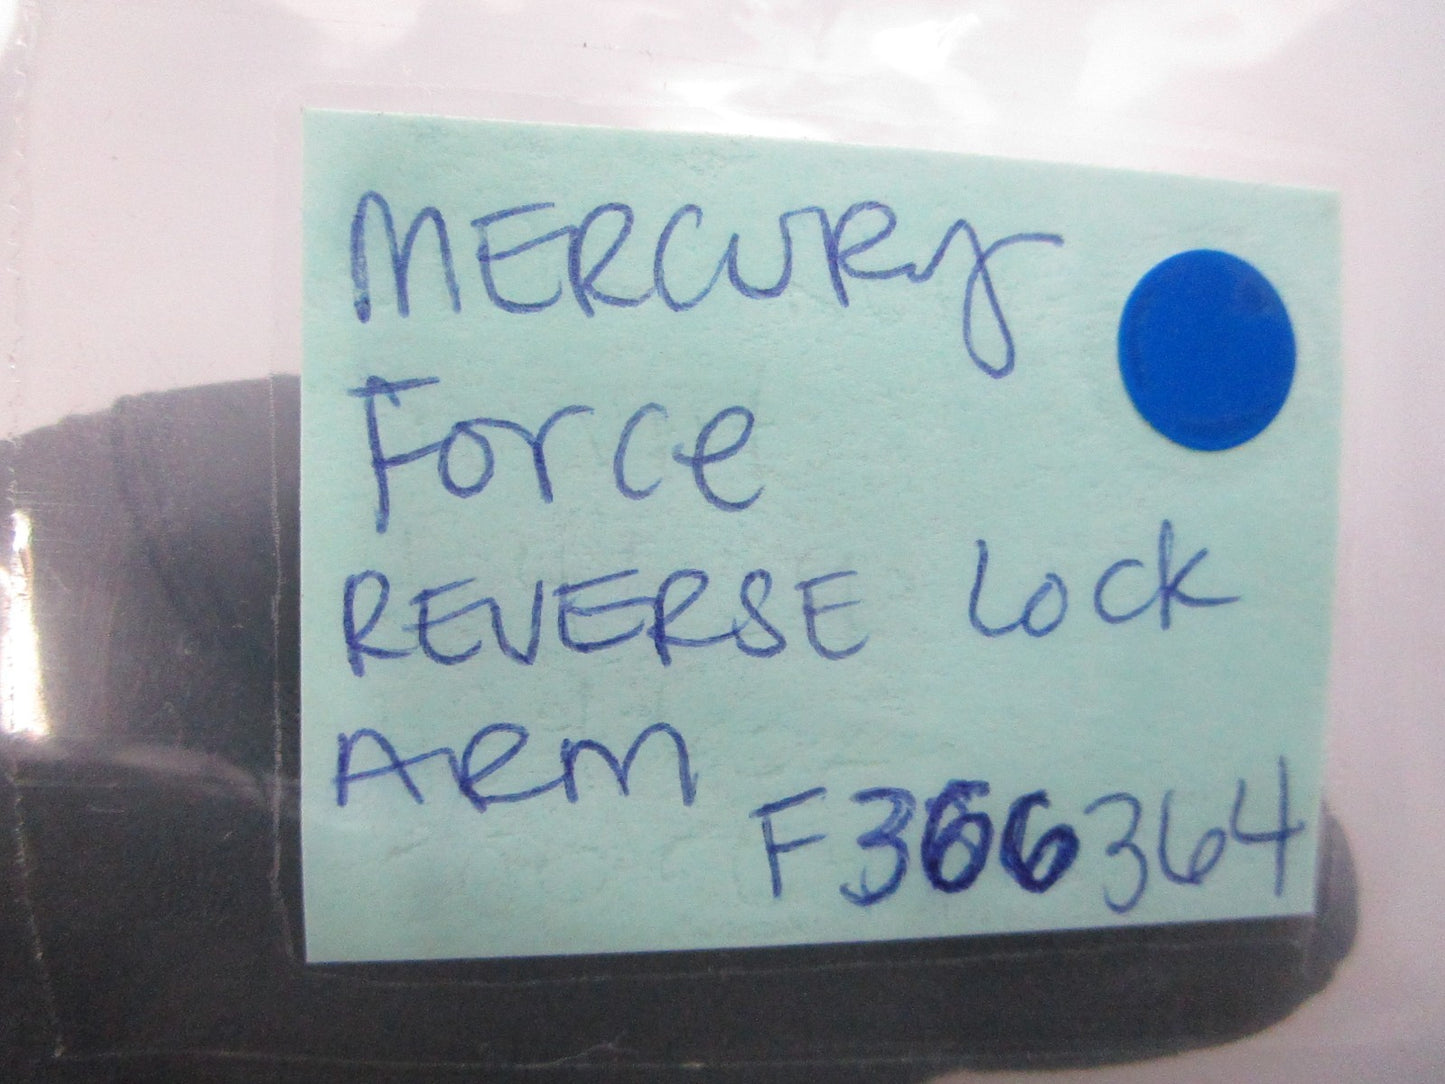 MERCURY
Force
REVERSE Lock
ARM
F366364